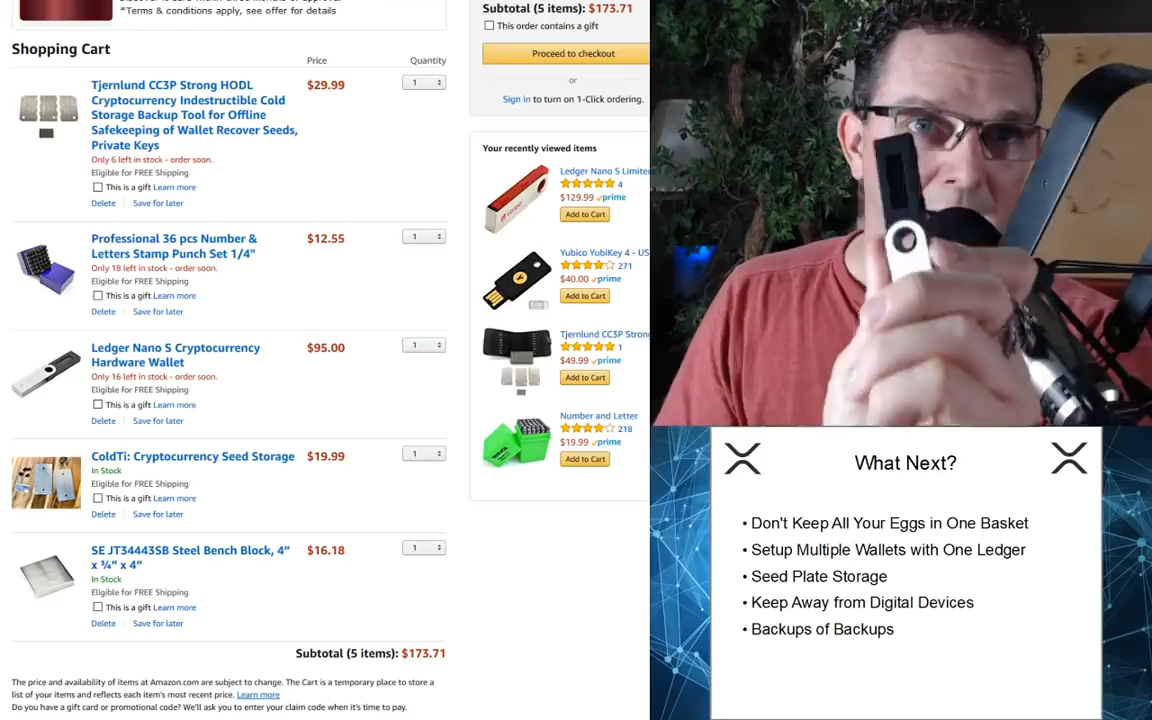 Discover it card within three months of approval
*Terms & conditions apply, see offer for details
Shopping Cart
Price
Quantity
Tjernlund CC3P Strong HODL
Cryptocurrency Indestructible Cold
Storage Backup Tool for Offline
Safekeeping of Wallet Recover Seeds,
Private Keys
$29.99
1
Only 6 left in stock - order soon.
Eligible for FREE Shipping
This is a gift Learn more
Delete
Save for later
Professional 36 pcs Number &
Letters Stamp Punch Set 1/4"
$12.55
1
Only 18 left in stock - order soon.
Eligible for FREE Shipping
This is a gift Learn more
Delete
Save for later
Ledger Nano S Cryptocurrency
Hardware Wallet
$95.00
1
Only 16 left in stock - order soon.
Eligible for FREE Shipping
This is a gift Learn more
Delete
Save for later
ColdTi: Cryptocurrency Seed Storage
$19.99
1
In Stock
Eligible for FREE Shipping
This is a gift Learn more
Delete
Save for later
SE JT34443SB Steel Bench Block, 4”
x ¾” x 4”
$16.18
1
In Stock
Eligible for FREE Shipping
This is a gift Learn more
Delete
Save for later
Subtotal (5 items): $173.71
The price and availability of items at Amazon.com are subject to change. The Cart is a temporary place to store a
list of your items and reflects each item's most recent price. Learn more
Do you have a gift card or promotional code? We'll ask you to enter your claim code when it's time to pay.
Subtotal (5 items): $173.71
This order contains a gift
Proceed to checkout
or
Sign in to turn on 1-Click ordering.
Your recently viewed items
Ledger Nano S Limite
4
$129.99 prime
Add to Cart
Yubico YubiKey 4 - US
271
$40.00 prime
Add to Cart
Tjernlund CC3P Stron
1
$49.99 prime
Add to Cart
Number and Letter
218
$19.99 prime
Add to Cart
What Next?
• Don't Keep All Your Eggs in One Basket
• Setup Multiple Wallets with One Ledger
• Seed Plate Storage
• Keep Away from Digital Devices
• Backups of Backups